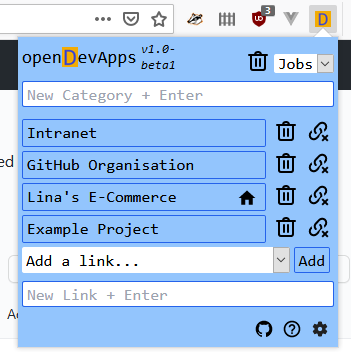 3
D
openDevApps v1.0-
beta1
Jobs
New Category + Enter
Intranet
GitHub Organisation
Lina's E-Commerce
Example Project
ed
Add a link...
Add
New Link + Enter